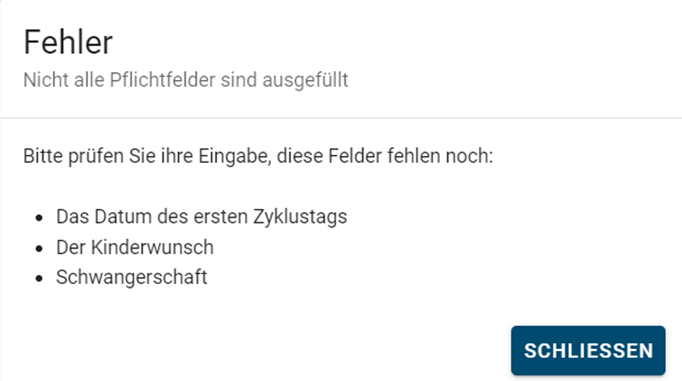 Fehler
Nicht alle Pflichtfelder sind ausgefüllt
Bitte prüfen Sie ihre Eingabe, diese Felder fehlen noch:
• Das Datum des ersten Zyklustags
• Der Kinderwunsch
• Schwangerschaft
SCHLIESSEN